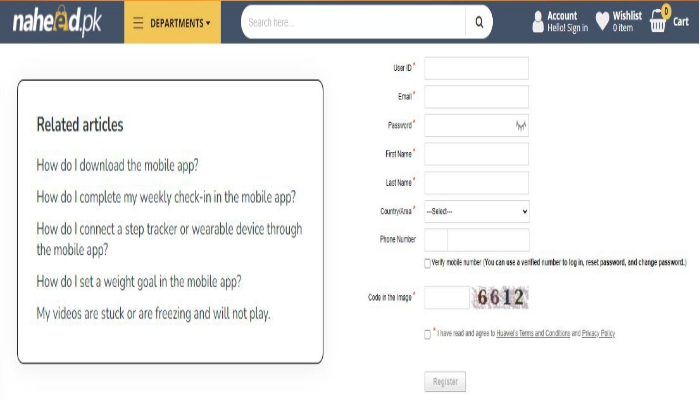 naheed.pk
DEPARTMENTS
Search here...
Account
Hello! Sign in
Wishlist
0 item
0
Cart
Related articles
How do I download the mobile app?
How do I complete my weekly check-in in the mobile app?
How do I connect a step tracker or wearable device through
the mobile app?
How do I set a weight goal in the mobile app?
My videos are stuck or are freezing and will not play.
User ID *
Email *
Password *
First Name *
Last Name *
Country/Area * ---Select---
Phone Number
Verify mobile number (You can use a verified number to log in, reset password, and change password.)
Code in the Image * 6612
* I have read and agree to Huawei's Terms and Conditions and Privacy Policy
Register